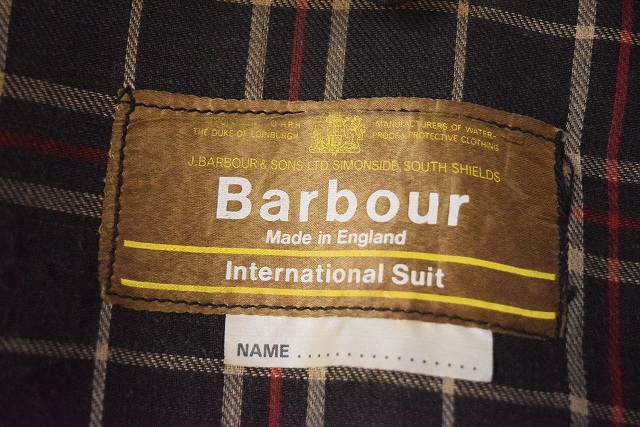 H.R.H.
THE DUKE OF EDINBURGH
MANUFACTURERS OF WATER-
PROOF & PROTECTIVE CLOTHING
J. BARBOUR & SONS LTD SIMONSIDE, SOUTH SHIELDS
Barbour
Made in England
International Suit
NAME ....................